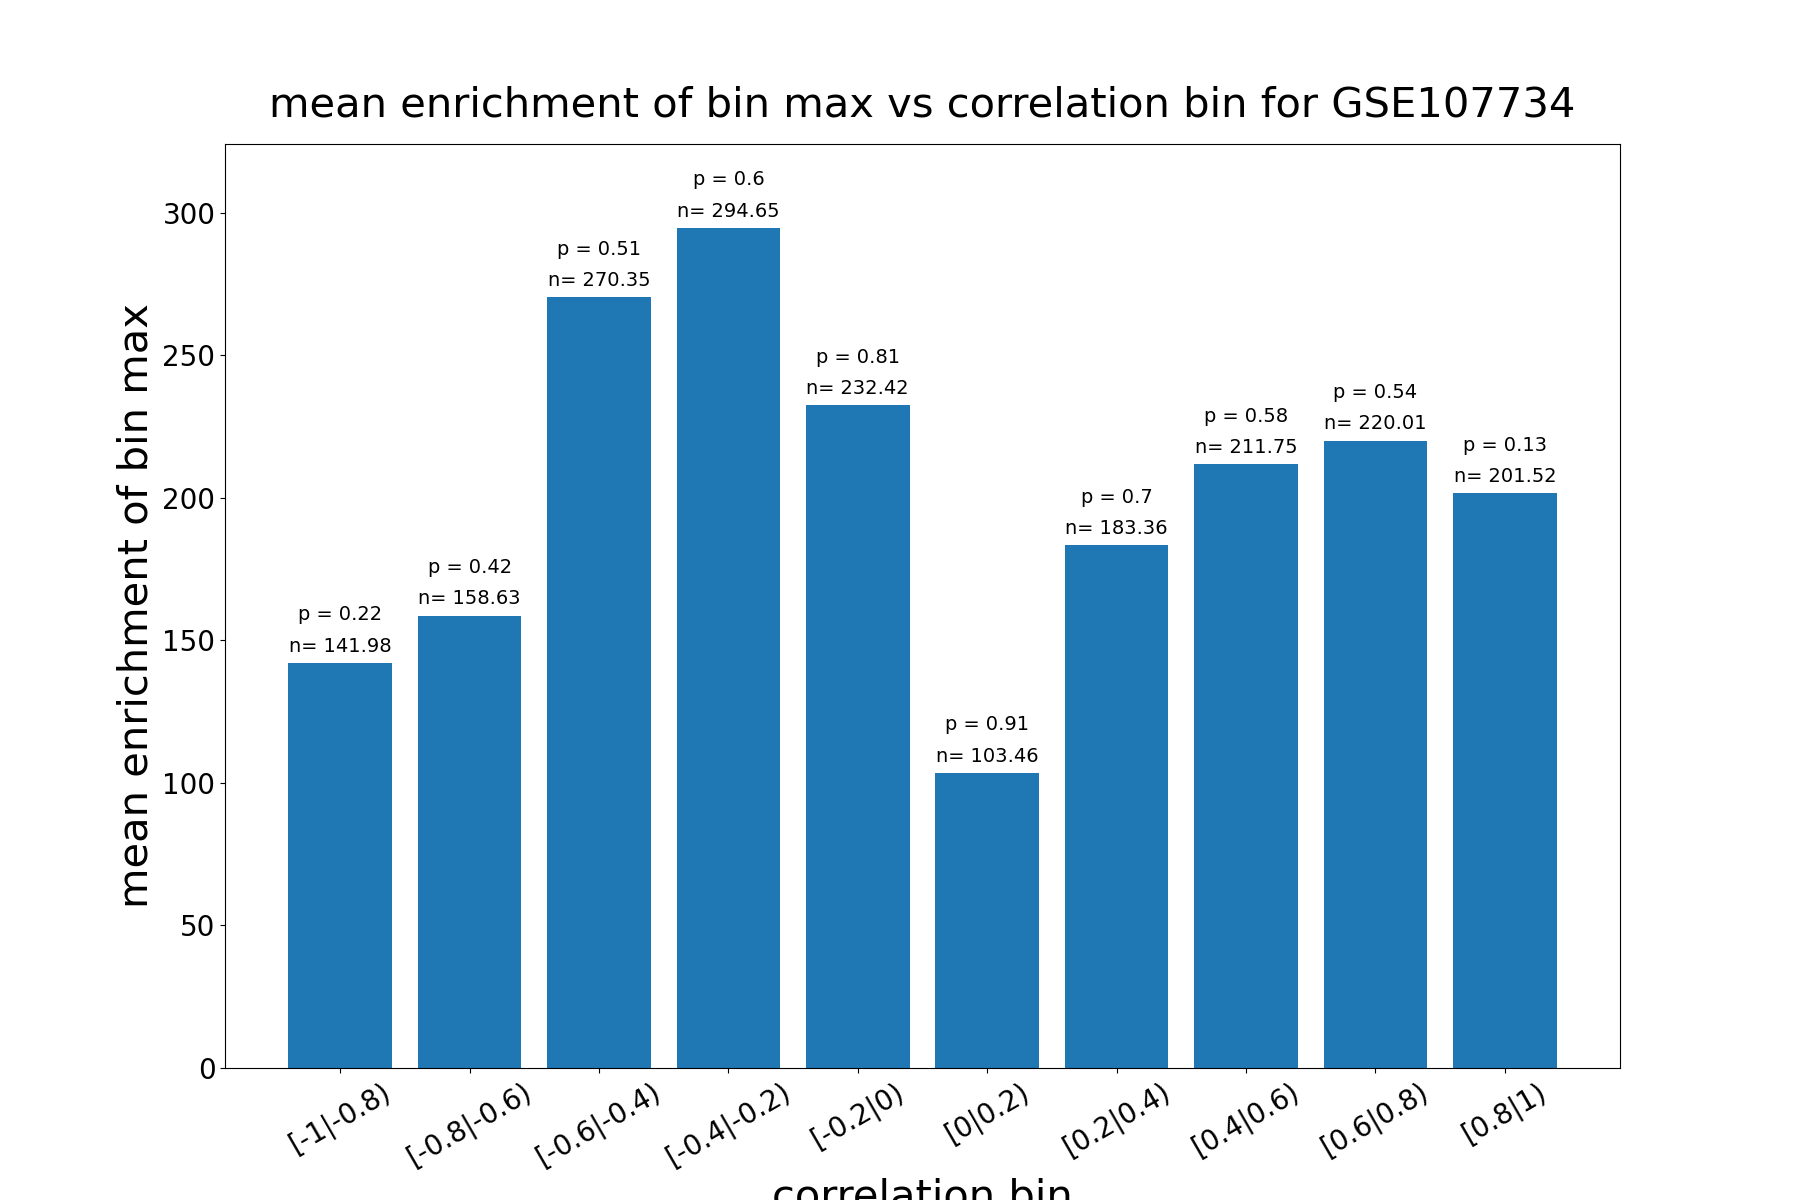 mean enrichment of bin max vs correlation bin for GSE107734
mean enrichment of bin max
300
250
200
150
100
50
0
p = 0.22
n= 141.98
p = 0.42
n= 158.63
p = 0.51
n= 270.35
p = 0.6
n= 294.65
p = 0.81
n= 232.42
p = 0.91
n= 103.46
p = 0.7
n= 183.36
p = 0.58
n= 211.75
p = 0.54
n= 220.01
p = 0.13
n= 201.52
[-1|-0.8)
[-0.8|-0.6)
[-0.6|-0.4)
[-0.4|-0.2)
[-0.2|0)
[0|0.2)
[0.2|0.4)
[0.4|0.6)
[0.6|0.8)
[0.8|1)
correlation bin